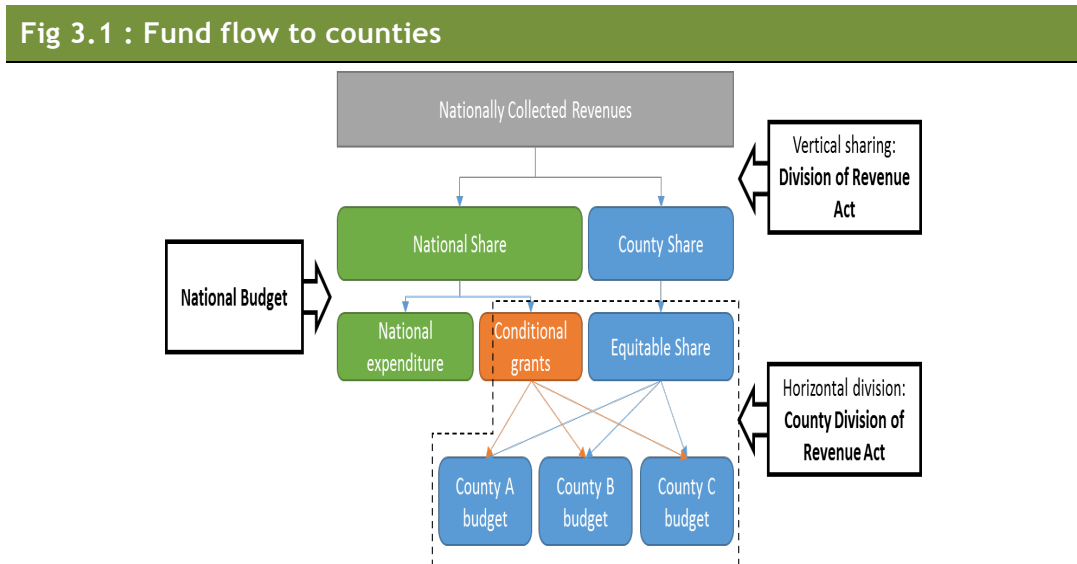 Fig 3.1 : Fund flow to counties
Nationally Collected Revenues
Vertical sharing:
Division of Revenue
Act
National Share
County Share
National Budget
National
expenditure
Conditional
grants
Equitable Share
Horizontal division:
County Division of
Revenue Act
County A
budget
County B
budget
County C
budget